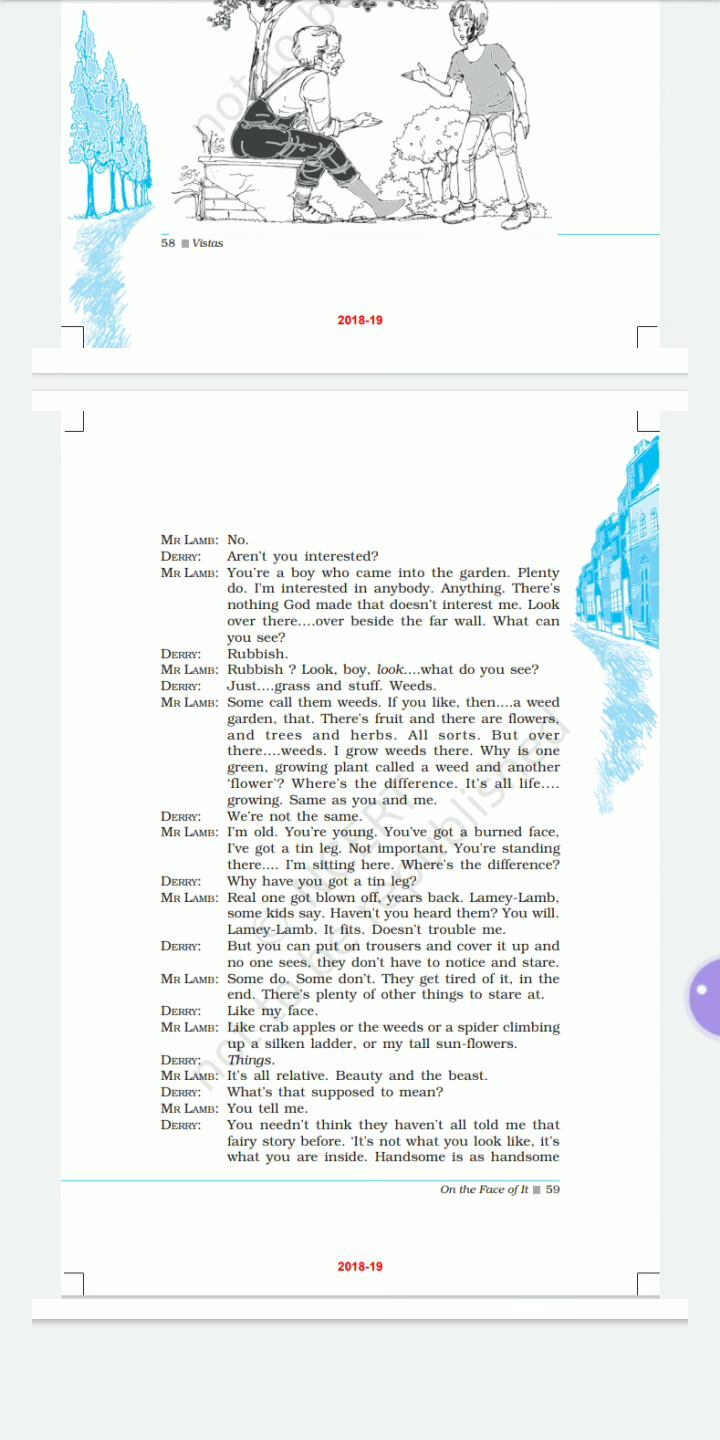 not to be
58 ■ Vistas
2018-19
MR LAMB: No.
DERRY: Aren't you interested?
MR LAMB: You're a boy who came into the garden. Plenty
do. I'm interested in anybody. Anything. There's
nothing God made that doesn't interest me. Look
over there....over beside the far wall. What can
you see?
DERRY: Rubbish.
MR LAMB: Rubbish ? Look, boy, look....what do you see?
DERRY: Just....grass and stuff. Weeds.
MR LAMB: Some call them weeds. If you like, then....a weed
garden, that. There's fruit and there are flowers,
and trees and herbs. All sorts. But over
there....weeds. I grow weeds there. Why is one
green, growing plant called a weed and another
'flower'? Where's the difference. It's all life....
growing. Same as you and me.
DERRY: We're not the same.
MR LAMB: I'm old. You're young. You've got a burned face,
I've got a tin leg. Not important. You're standing
there.... I'm sitting here. Where's the difference?
DERRY: Why have you got a tin leg?
MR LAMB: Real one got blown off, years back. Lamey-Lamb,
some kids say. Haven't you heard them? You will.
Lamey-Lamb. It fits. Doesn't trouble me.
DERRY: But you can put on trousers and cover it up and
no one sees, they don't have to notice and stare.
MR LAMB: Some do. Some don't. They get tired of it, in the
end. There's plenty of other things to stare at.
DERRY: Like my face.
MR LAMB: Like crab apples or the weeds or a spider climbing
up a silken ladder, or my tall sun-flowers.
DERRY: Things.
MR LAMB: It's all relative. Beauty and the beast.
DERRY: What's that supposed to mean?
MR LAMB: You tell me.
DERRY: You needn't think they haven't all told me that
fairy story before. 'It's not what you look like, it's
what you are inside. Handsome is as handsome
© NCERT
not to be republished
On the Face of It ■ 59
2018-19